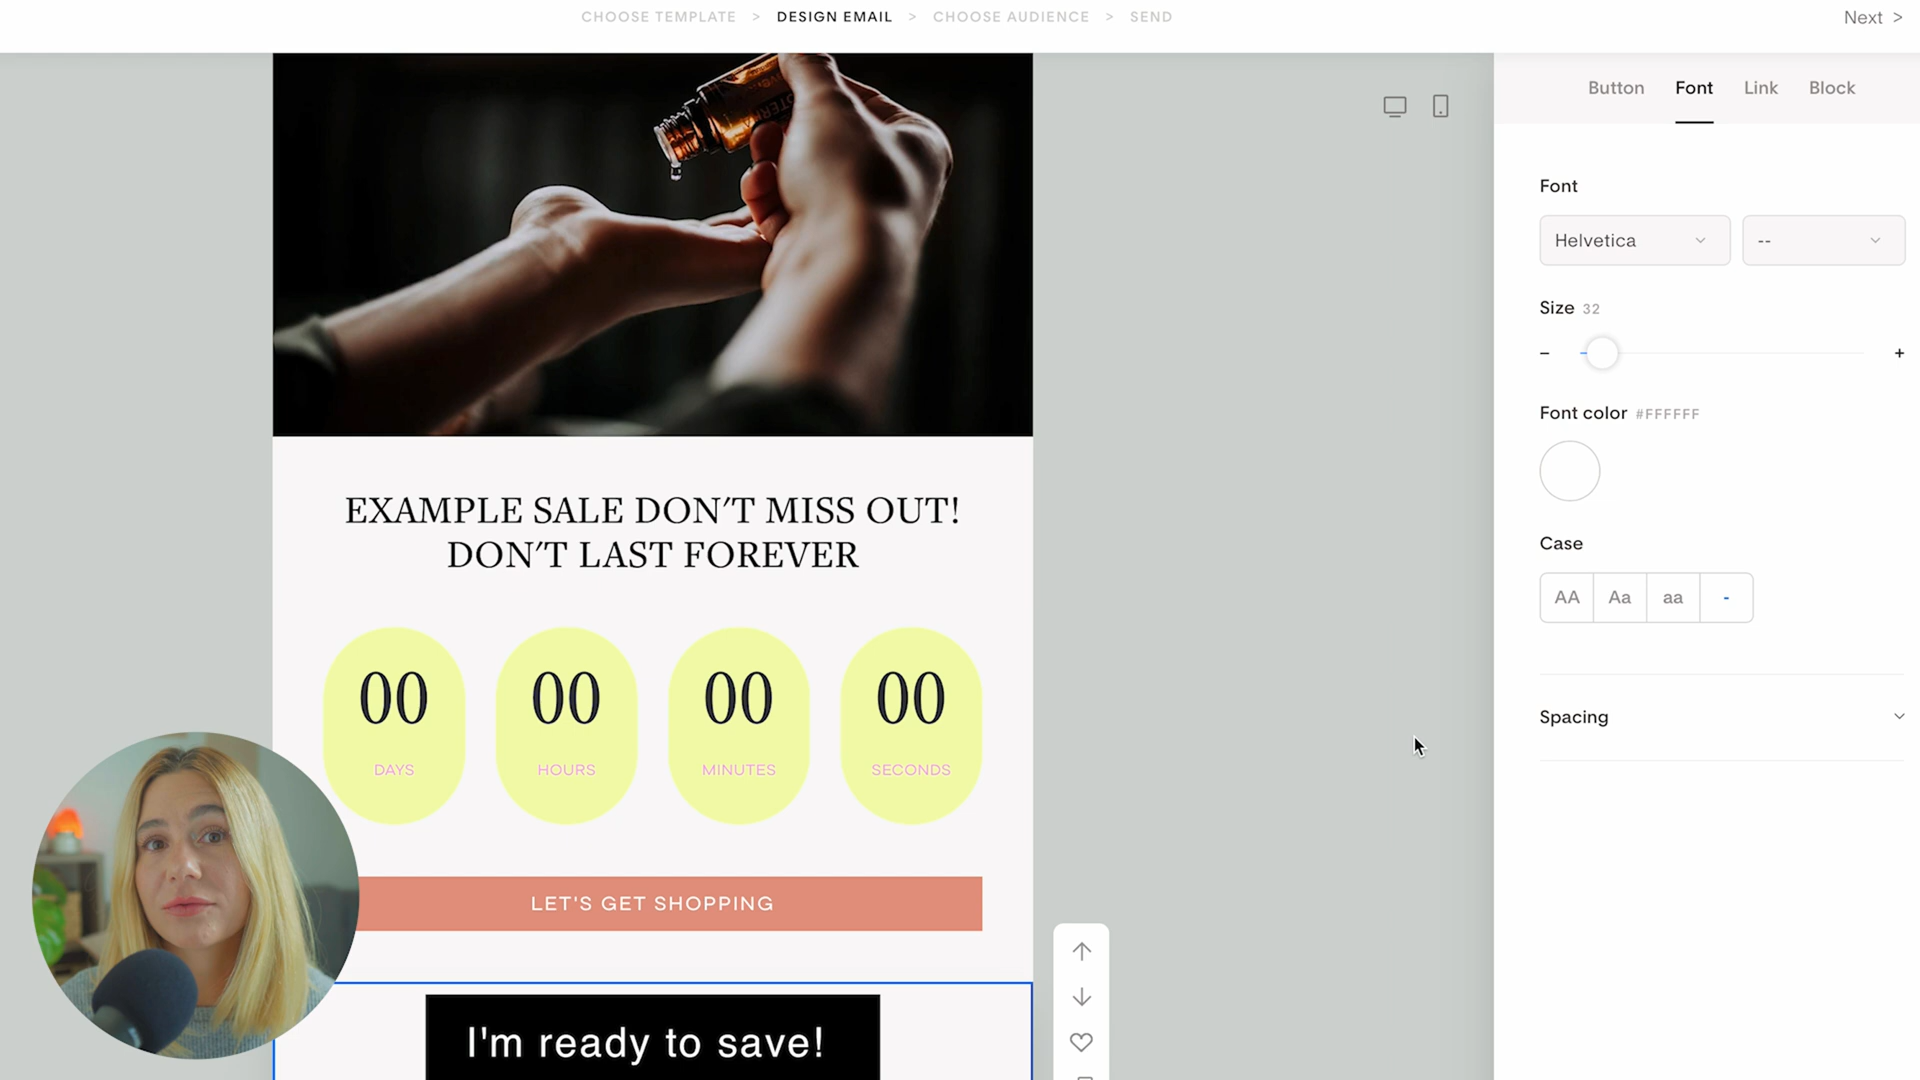 CHOOSE TEMPLATE > DESIGN EMAIL > CHOOSE AUDIENCE > SEND
Next >
Button Font Link Block
Font
Helvetica --
Size 32
- +
Font color #FFFFFF
Case
AA Aa aa -
Spacing
EXAMPLE SALE DON'T MISS OUT!
DON'T LAST FOREVER
00 00 00 00
DAYS HOURS MINUTES SECONDS
LET'S GET SHOPPING
I'm ready to save!